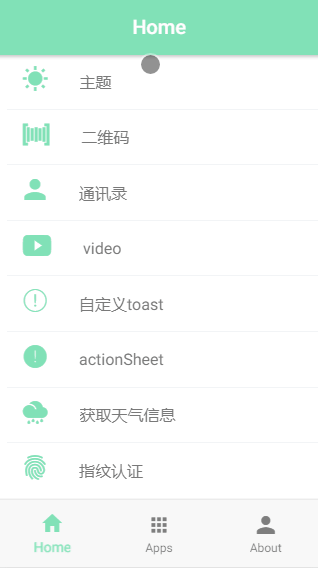 Home
主题
二维码
通讯录
video
自定义toast
actionSheet
获取天气信息
指纹认证
Home
Apps
About